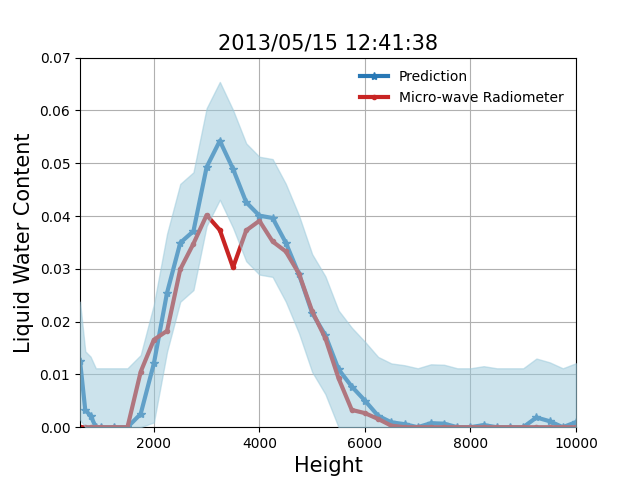 2013/05/15 12:41:38
0.07
0.06
0.05
0.04
0.03
0.02
0.01
0.00
Liquid Water Content
Prediction
Micro-wave Radiometer
2000 4000 6000 8000 10000
Height